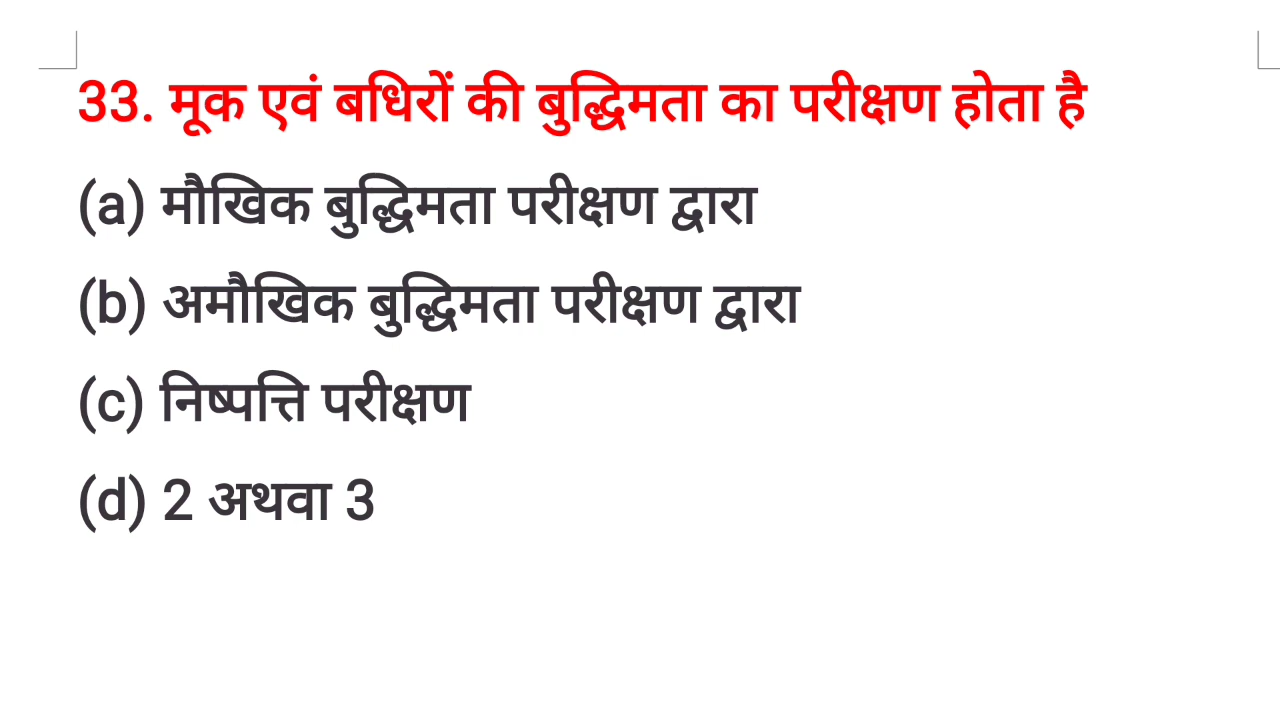 33. मूक एवं बधिरों की बुद्धिमता का परीक्षण होता है
(a) मौखिक बुद्धिमता परीक्षण द्वारा
(b) अमौखिक बुद्धिमता परीक्षण द्वारा
(c) निष्पत्ति परीक्षण
(d) 2 अथवा 3